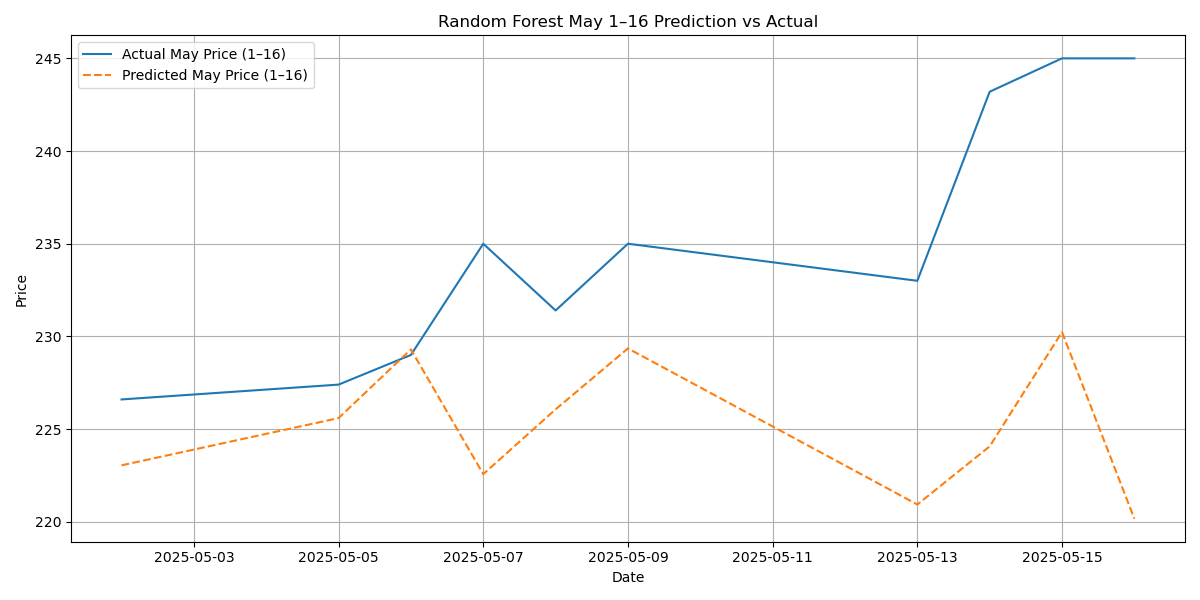 Random Forest May 1–16 Prediction vs Actual
Actual May Price (1–16)
Predicted May Price (1–16)
245
240
235
230
225
220
Price
2025-05-03
2025-05-05
2025-05-07
2025-05-09
2025-05-11
2025-05-13
2025-05-15
Date